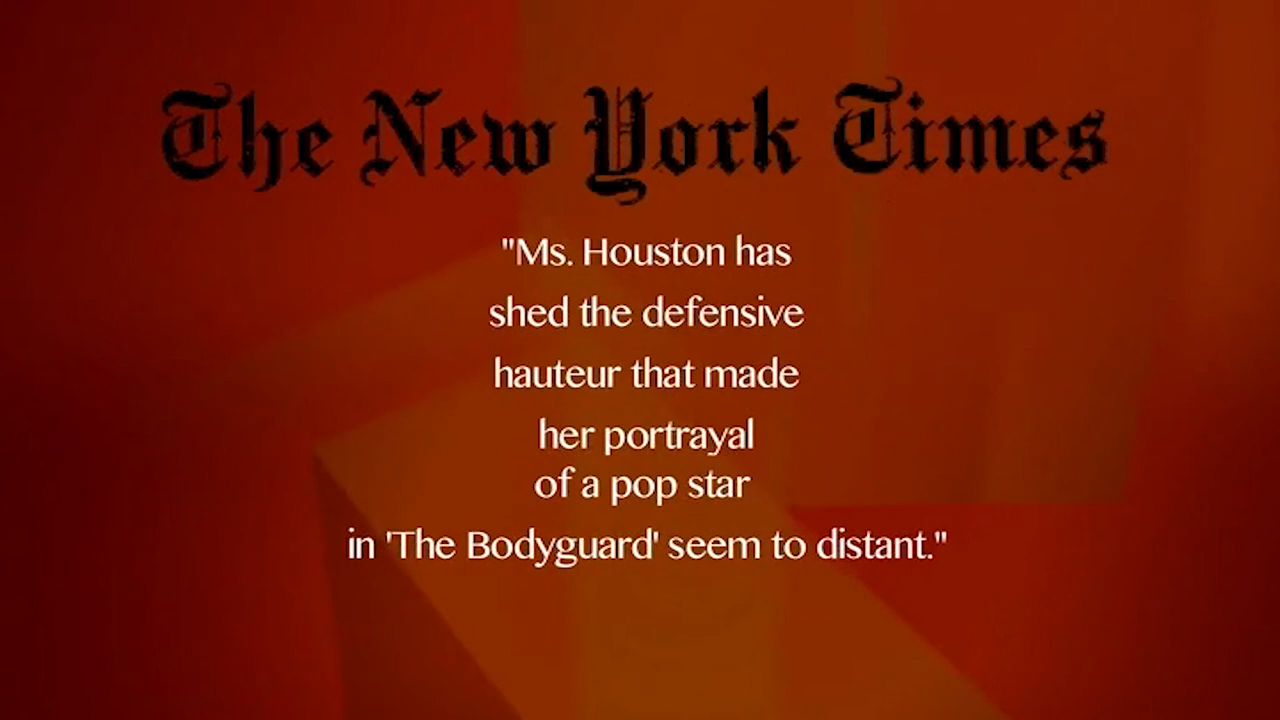 The New York Times
"Ms. Houston has
shed the defensive
hauteur that made
her portrayal
of a pop star
in 'The Bodyguard' seem to distant."